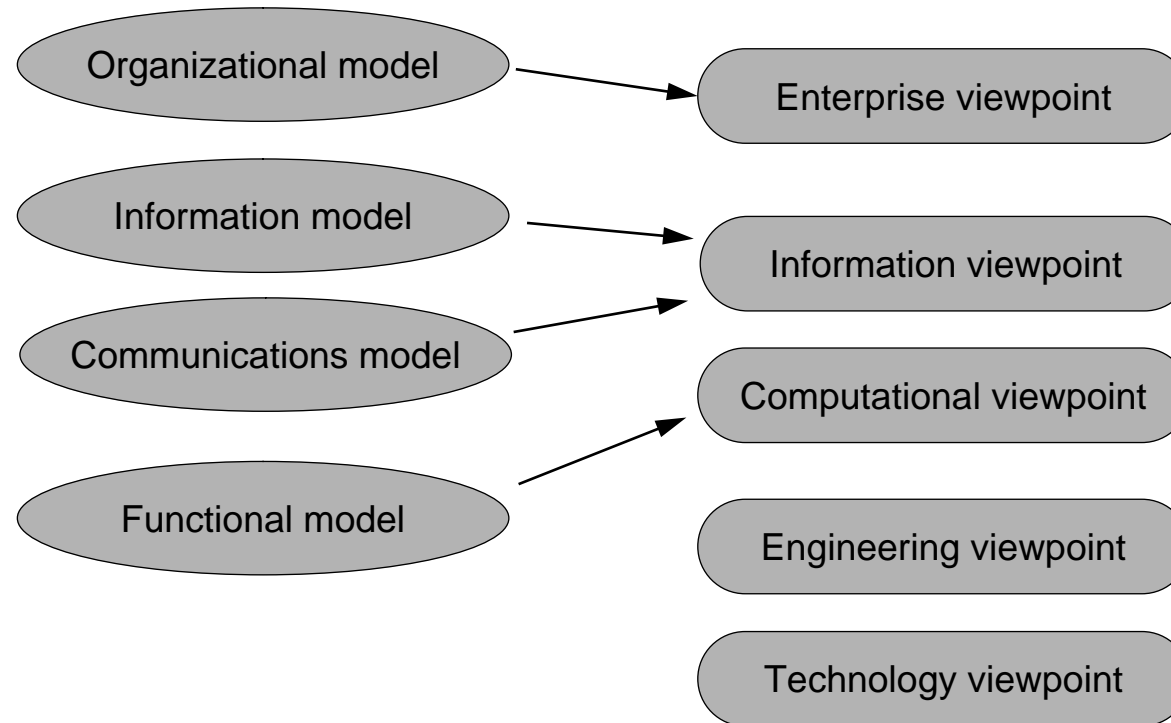 Organizational model
Enterprise viewpoint
Information model
Information viewpoint
Communications model
Computational viewpoint
Functional model
Engineering viewpoint
Technology viewpoint